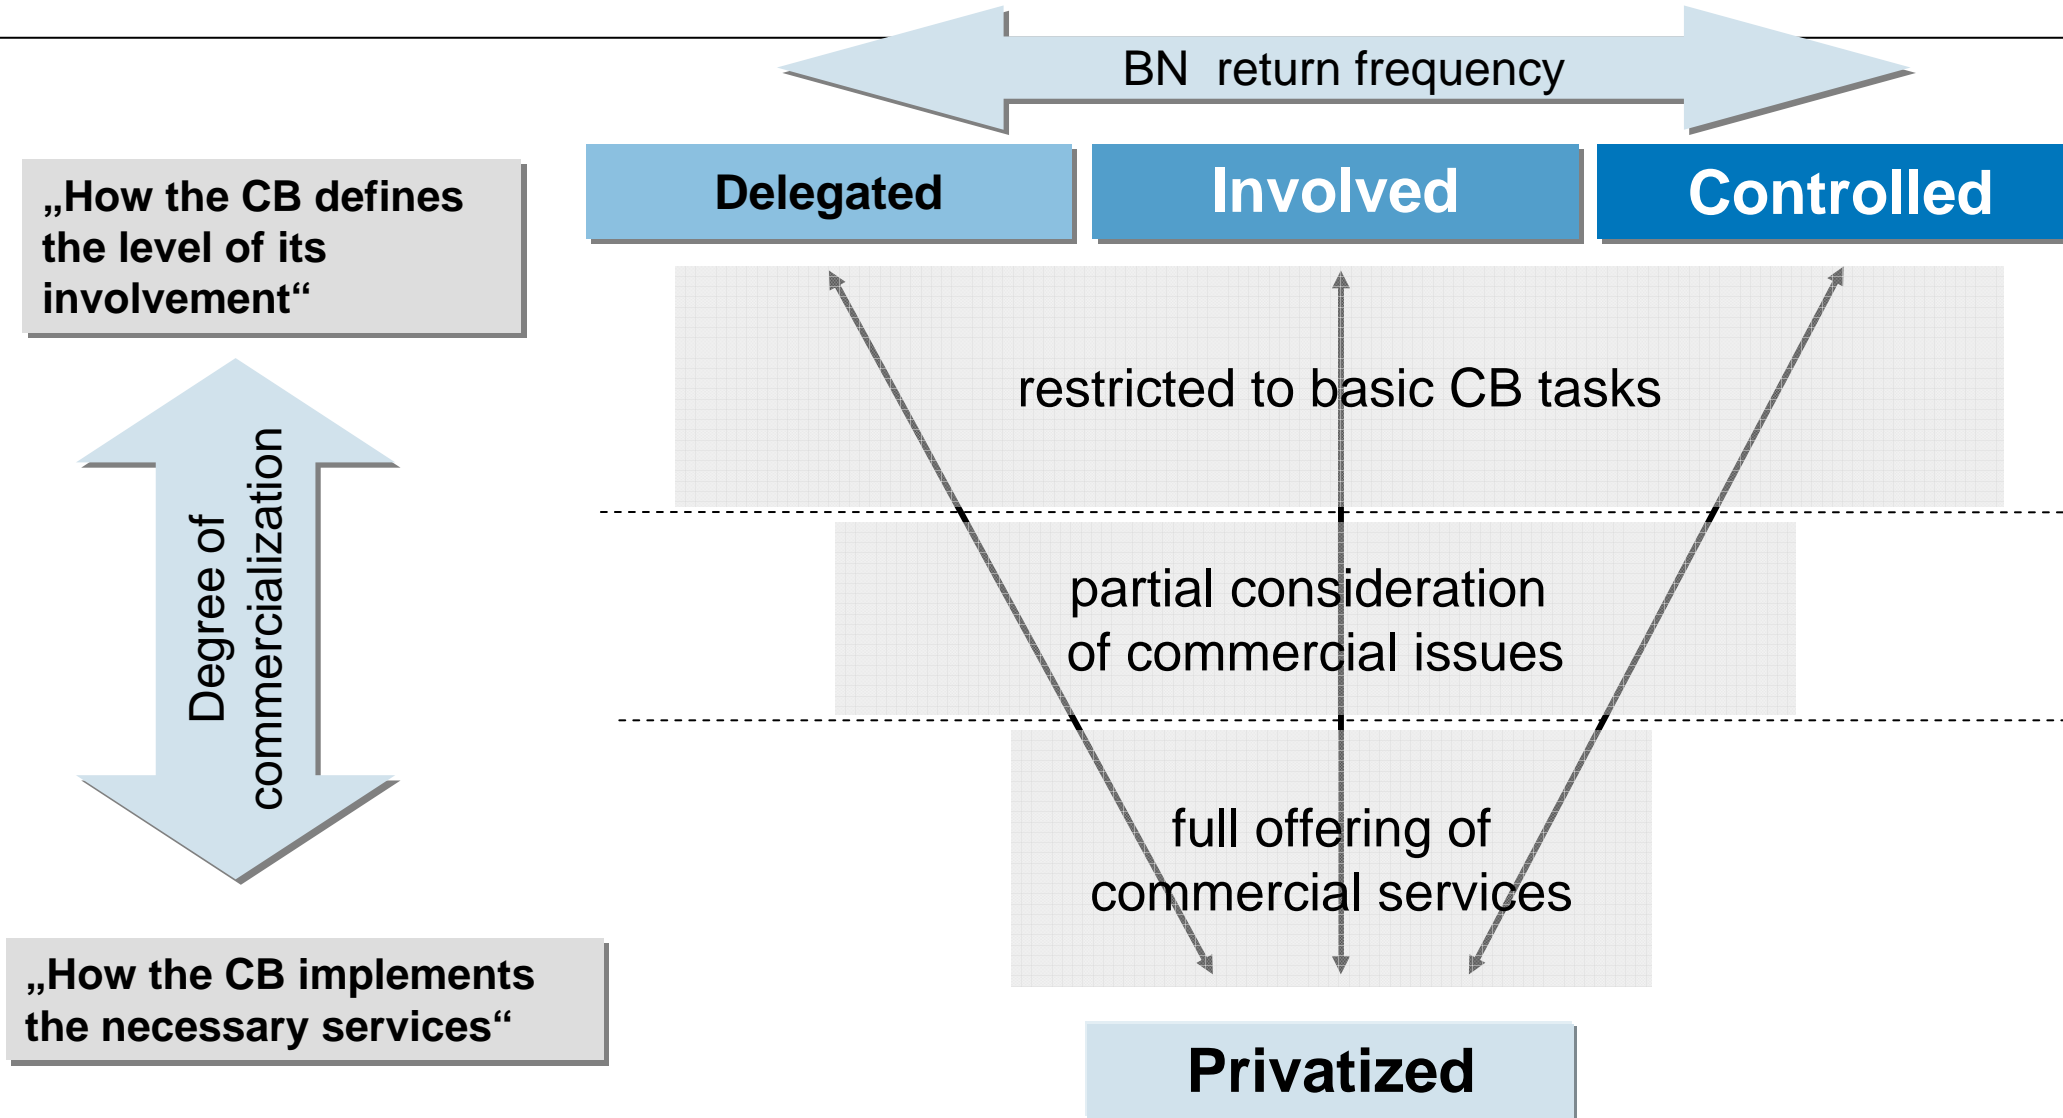 BN return frequency
Delegated
Involved
Controlled
„How the CB defines
the level of its
involvement“
restricted to basic CB tasks
Degree of
commercialization
partial consideration
of commercial issues
full offering of
commercial services
„How the CB implements
the necessary services“
Privatized